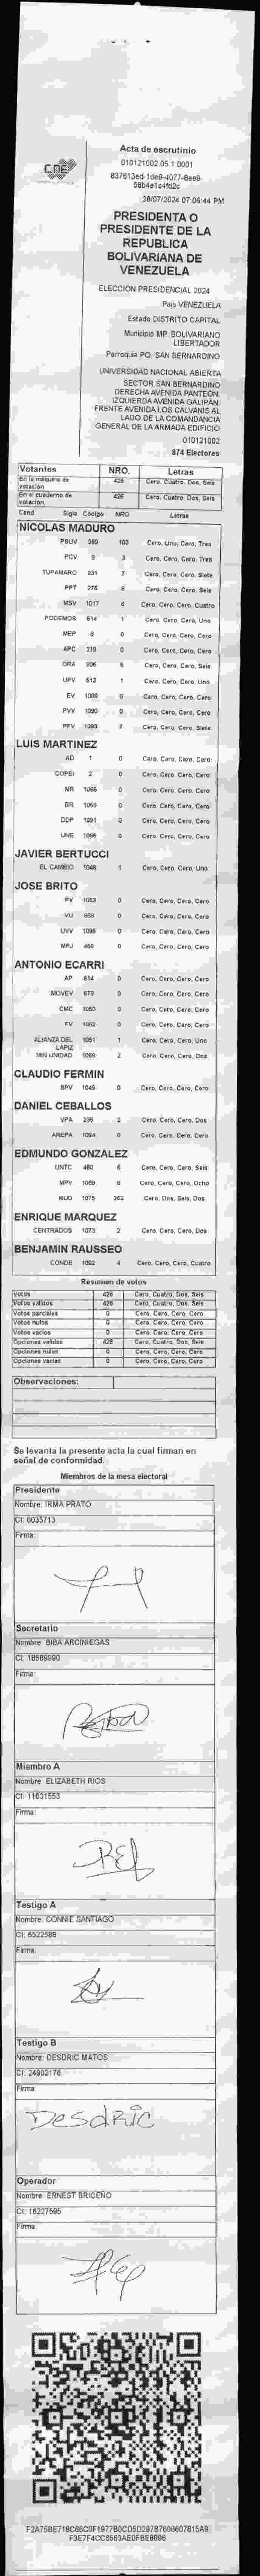 CNE
Acta de escrutinio
010121002.05.1.0001
837613ed-1de9-4077-8ee9-
58b4e1c4fd2c
28/07/2024 07:06:44 PM
PRESIDENTA O
PRESIDENTE DE LA
REPUBLICA
BOLIVARIANA DE
VENEZUELA
ELECCIÓN PRESIDENCIAL 2024
País VENEZUELA
Estado DISTRITO CAPITAL
Municipio MP. BOLIVARIANO
LIBERTADOR
Parroquia PQ. SAN BERNARDINO
UNIVERSIDAD NACIONAL ABIERTA
SECTOR SAN BERNARDINO
DERECHA AVENIDA PANTEÓN.
IZQUIERDA AVENIDA GALIPÁN.
FRENTE AVENIDA LOS CALVANIS AL
LADO DE LA COMANDANCIA
GENERAL DE LA ARMADA EDIFICIO
010121002
874 Electores
Votantes NRO. Letras
En la máquina de votación 426 Cero, Cuatro, Dos, Seis
En el cuaderno de votación 426 Cero, Cuatro, Dos, Seis
Cand Sigla Código NRO Letras
NICOLAS MADURO
PSUV 269 103 Cero, Uno, Cero, Tres
PCV 9 3 Cero, Cero, Cero, Tres
TUPAMARO 931 7 Cero, Cero, Cero, Siete
PPT 276 6 Cero, Cero, Cero, Seis
MSV 1017 4 Cero, Cero, Cero, Cuatro
PODEMOS 614 1 Cero, Cero, Cero, Uno
MEP 6 0 Cero, Cero, Cero, Cero
APC 219 0 Cero, Cero, Cero, Cero
ORA 906 6 Cero, Cero, Cero, Seis
UPV 513 1 Cero, Cero, Cero, Uno
EV 1099 0 Cero, Cero, Cero, Cero
PVV 1090 0 Cero, Cero, Cero, Cero
PFV 1093 7 Cero, Cero, Cero, Siete
LUIS MARTINEZ
AD 1 0 Cero, Cero, Cero, Cero
COPEI 2 0 Cero, Cero, Cero, Cero
MR 1066 0 Cero, Cero, Cero, Cero
BR 1068 0 Cero, Cero, Cero, Cero
DDP 1091 0 Cero, Cero, Cero, Cero
UNE 1096 0 Cero, Cero, Cero, Cero
JAVIER BERTUCCI
EL CAMBIO 1048 1 Cero, Cero, Cero, Uno
JOSE BRITO
PV 1053 0 Cero, Cero, Cero, Cero
VU 868 0 Cero, Cero, Cero, Cero
UVV 1095 0 Cero, Cero, Cero, Cero
MPJ 458 0 Cero, Cero, Cero, Cero
ANTONIO ECARRI
AP 814 0 Cero, Cero, Cero, Cero
MOVEV 979 0 Cero, Cero, Cero, Cero
CMC 1050 0 Cero, Cero, Cero, Cero
FV 1062 0 Cero, Cero, Cero, Cero
ALIANZA DEL LAPIZ 1051 1 Cero, Cero, Cero, Uno
MIN UNIDAD 1069 2 Cero, Cero, Cero, Dos
CLAUDIO FERMIN
SPV 1045 0 Cero, Cero, Cero, Cero
DANIEL CEBALLOS
VPA 236 2 Cero, Cero, Cero, Dos
AREPA 1094 0 Cero, Cero, Cero, Cero
EDMUNDO GONZALEZ
UNTC 460 6 Cero, Cero, Cero, Seis
MPV 1069 8 Cero, Cero, Cero, Ocho
MUD 1075 262 Cero, Dos, Seis, Dos
ENRIQUE MARQUEZ
CENTRADOS 1073 2 Cero, Cero, Cero, Dos
BENJAMIN RAUSSEO
CONDE 1092 4 Cero, Cero, Cero, Cuatro
Resumen de votos
Votos 426 Cero, Cuatro, Dos, Seis
Votos válidos 426 Cero, Cuatro, Dos, Seis
Votos parciales 0 Cero, Cero, Cero, Cero
Votos nulos 0 Cero, Cero, Cero, Cero
Votos vacíos 0 Cero, Cero, Cero, Cero
Opciones validas 426 Cero, Cuatro, Dos, Seis
Opciones nulas 0 Cero, Cero, Cero, Cero
Opciones vacías 0 Cero, Cero, Cero, Cero
Observaciones:
Se levanta la presente acta la cual firman en
señal de conformidad.
Miembros de la mesa electoral
Presidente
Nombre: IRMA PRATO
CI: 6035713
Firma:
Secretario
Nombre: BIBA ARCINIEGAS
CI: 18589990
Firma:
Miembro A
Nombre: ELIZABETH RIOS
CI: 11031553
Firma:
Testigo A
Nombre: CONNIE SANTIAGO
CI: 6522588
Firma:
Testigo B
Nombre: DESDRIC MATOS
CI: 24902176
Firma:
Desdric
Operador
Nombre: ERNEST BRICEÑO
CI: 16227595
Firma:
F2A75BE718C66C0F1977B0CD5D297B7696607815A9
F3E7F4CC6563AE0FBE8696